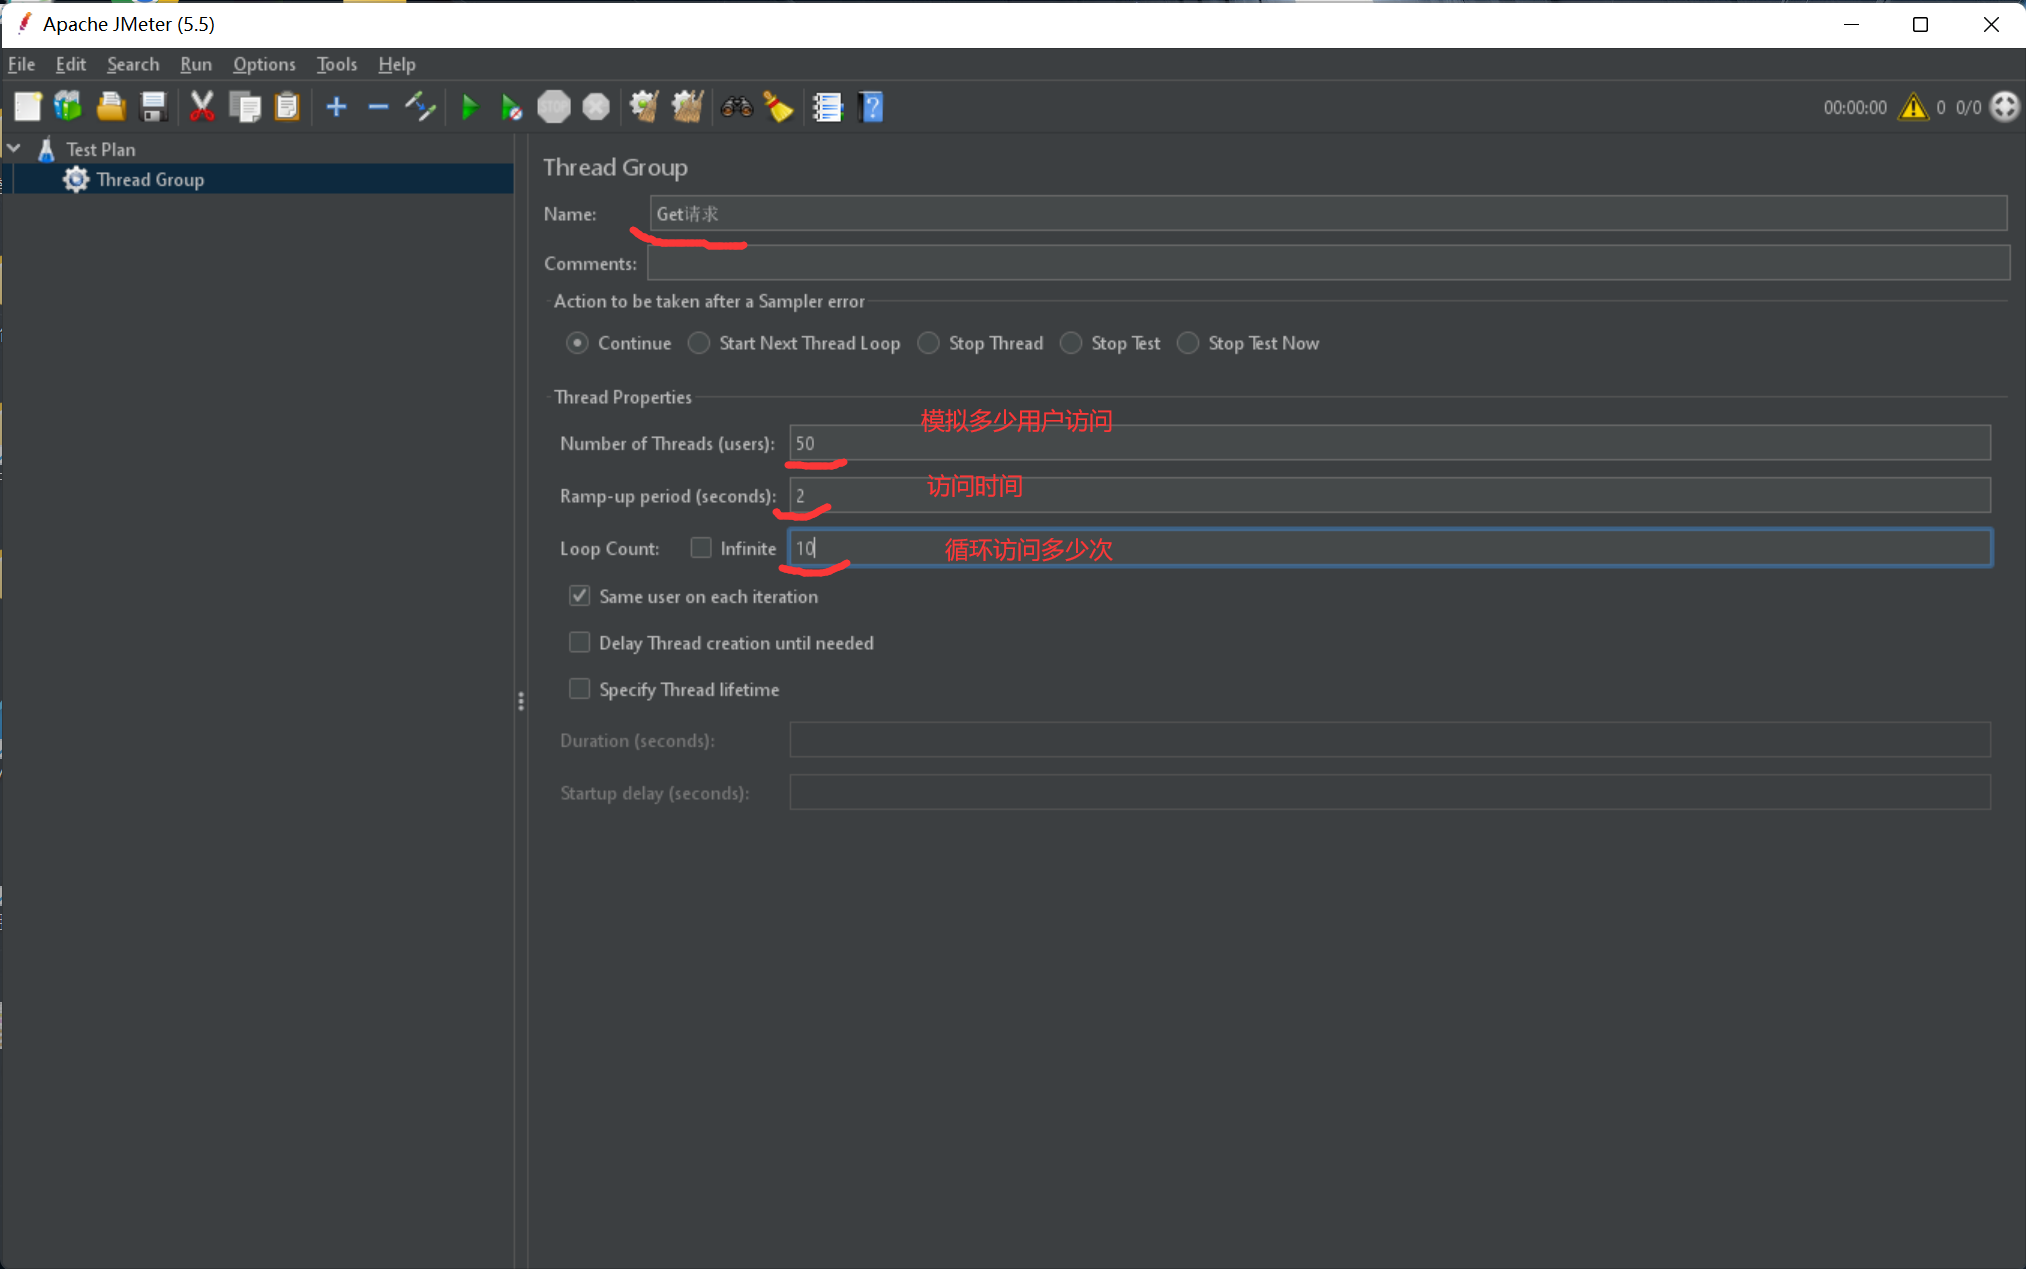 Apache JMeter (5.5)
File Edit Search Run Options Tools Help
STOP
00:00:00 0 0/0
Test Plan
Thread Group
Thread Group
Name: Get请求
Comments:
Action to be taken after a Sampler error
Continue Start Next Thread Loop Stop Thread Stop Test Stop Test Now
Thread Properties
模拟多少用户访问
Number of Threads (users): 50
访问时间
Ramp-up period (seconds): 2
Loop Count: Infinite 10 循环访问多少次
Same user on each iteration
Delay Thread creation until needed
Specify Thread lifetime
Duration (seconds):
Startup delay (seconds):